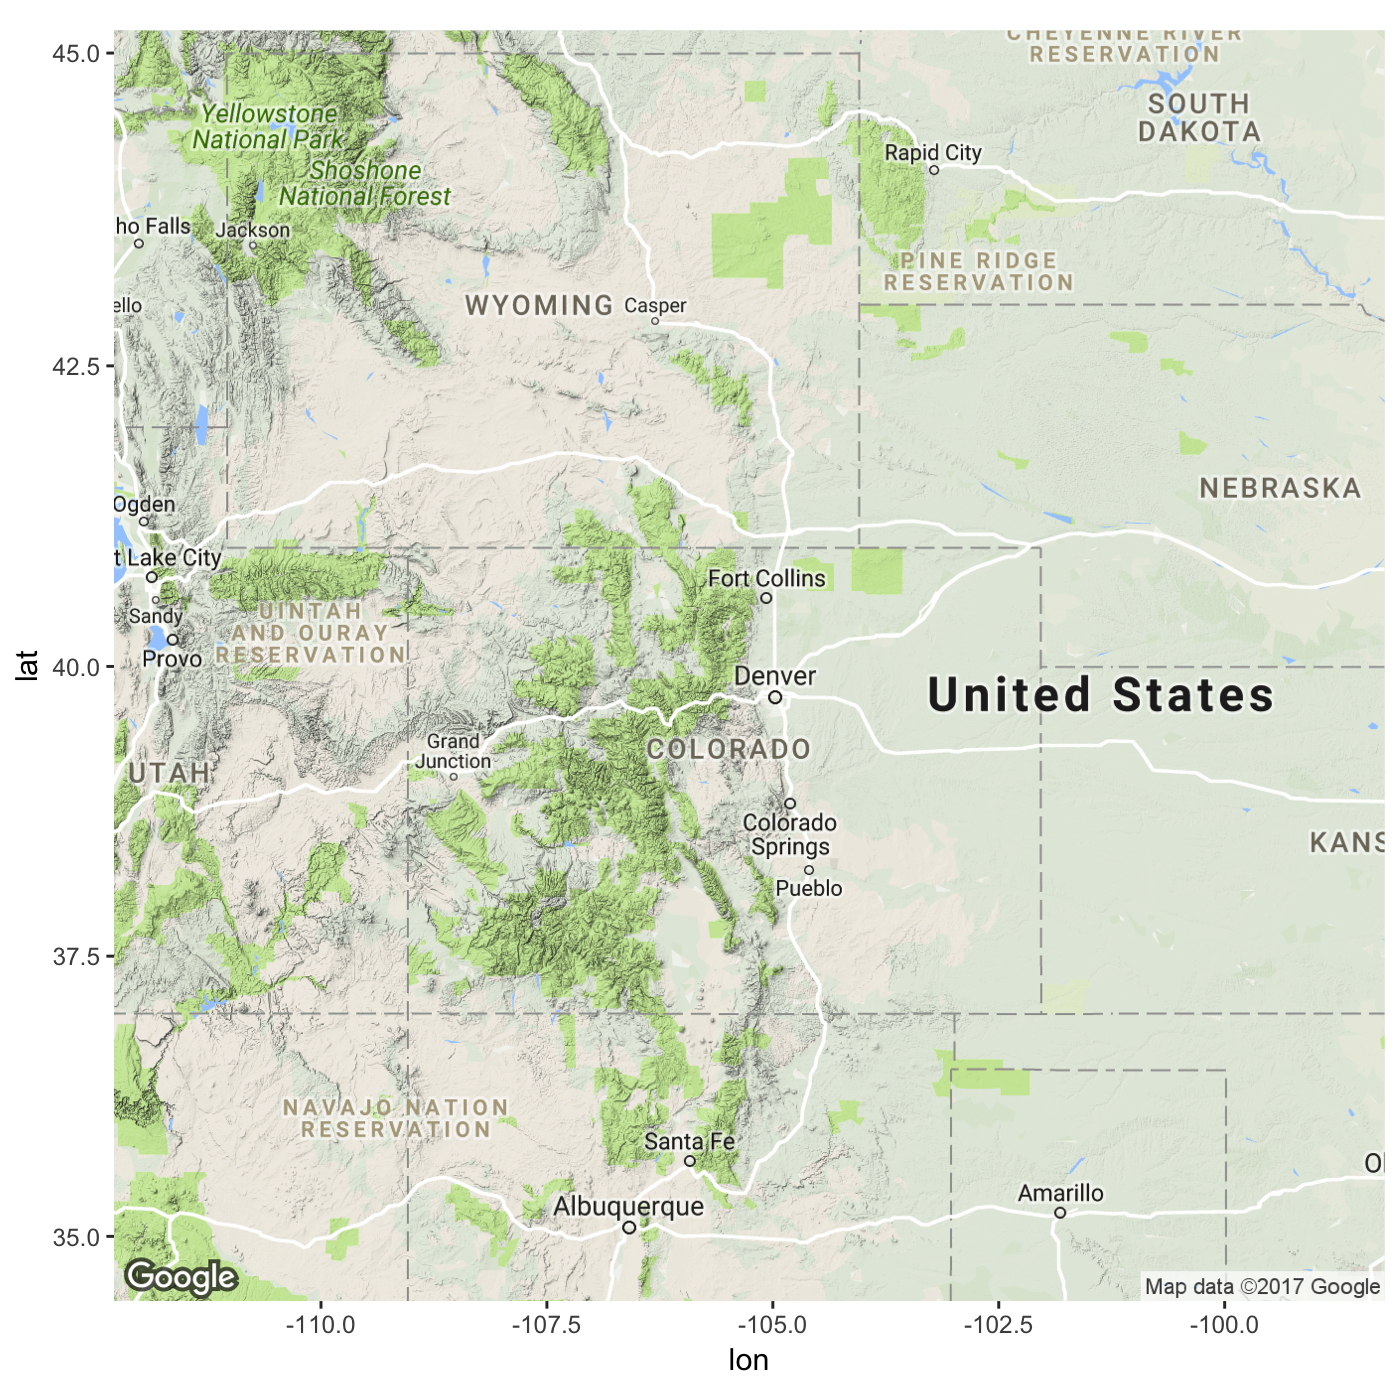 CHEYENNE RIVER
RESERVATION
45.0
SOUTH
DAKOTA
Yellowstone
National Park
Rapid City
Shoshone
National Forest
ho Falls
Jackson
PINE RIDGE
RESERVATION
ello
WYOMING
Casper
42.5
NEBRASKA
Ogden
t Lake City
Fort Collins
Sandy
UINTAH
AND OURAY
RESERVATION
Provo
40.0
lat
Denver
United States
Grand
Junction
COLORADO
UTAH
Colorado
Springs
KANS
Pueblo
37.5
NAVAJO NATION
RESERVATION
Santa Fe
O
Amarillo
Albuquerque
35.0
Google
Map data ©2017 Google
-110.0
-107.5
-105.0
-102.5
-100.0
lon